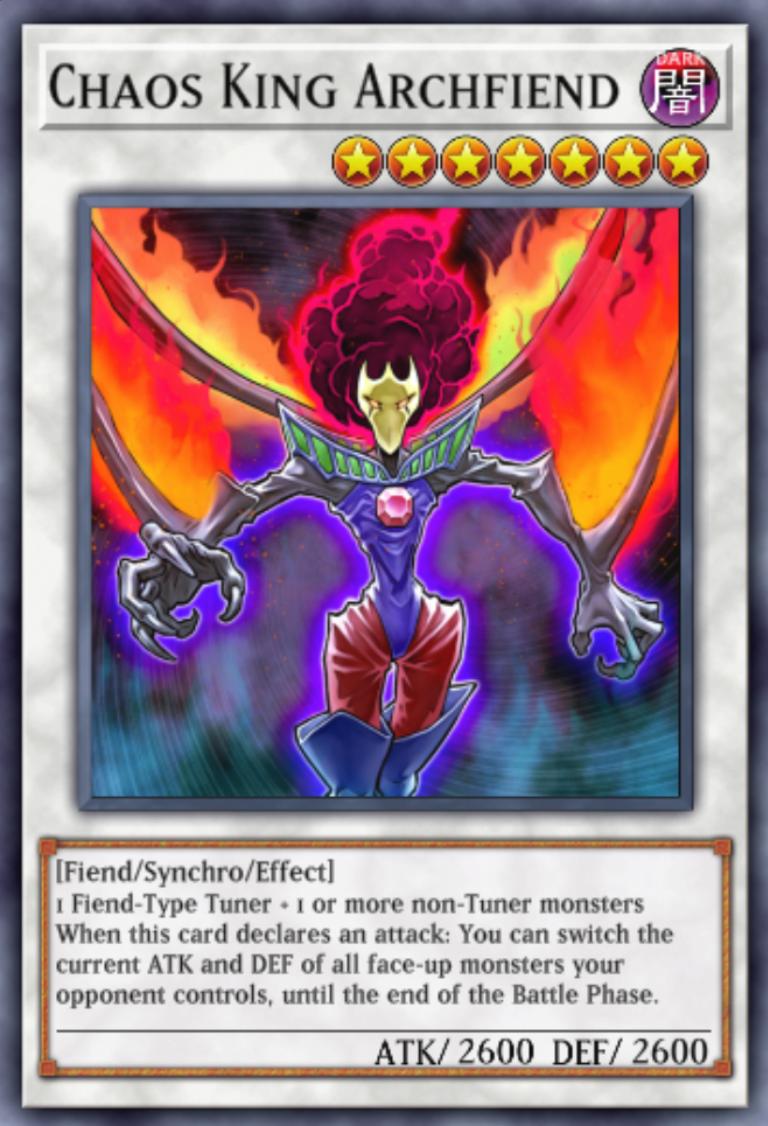 CHAOS KING ARCHFIEND
DARK
闇
[Fiend/Synchro/Effect]
1 Fiend-Type Tuner + 1 or more non-Tuner monsters
When this card declares an attack: You can switch the
current ATK and DEF of all face-up monsters your
opponent controls, until the end of the Battle Phase.
ATK/ 2600 DEF/ 2600